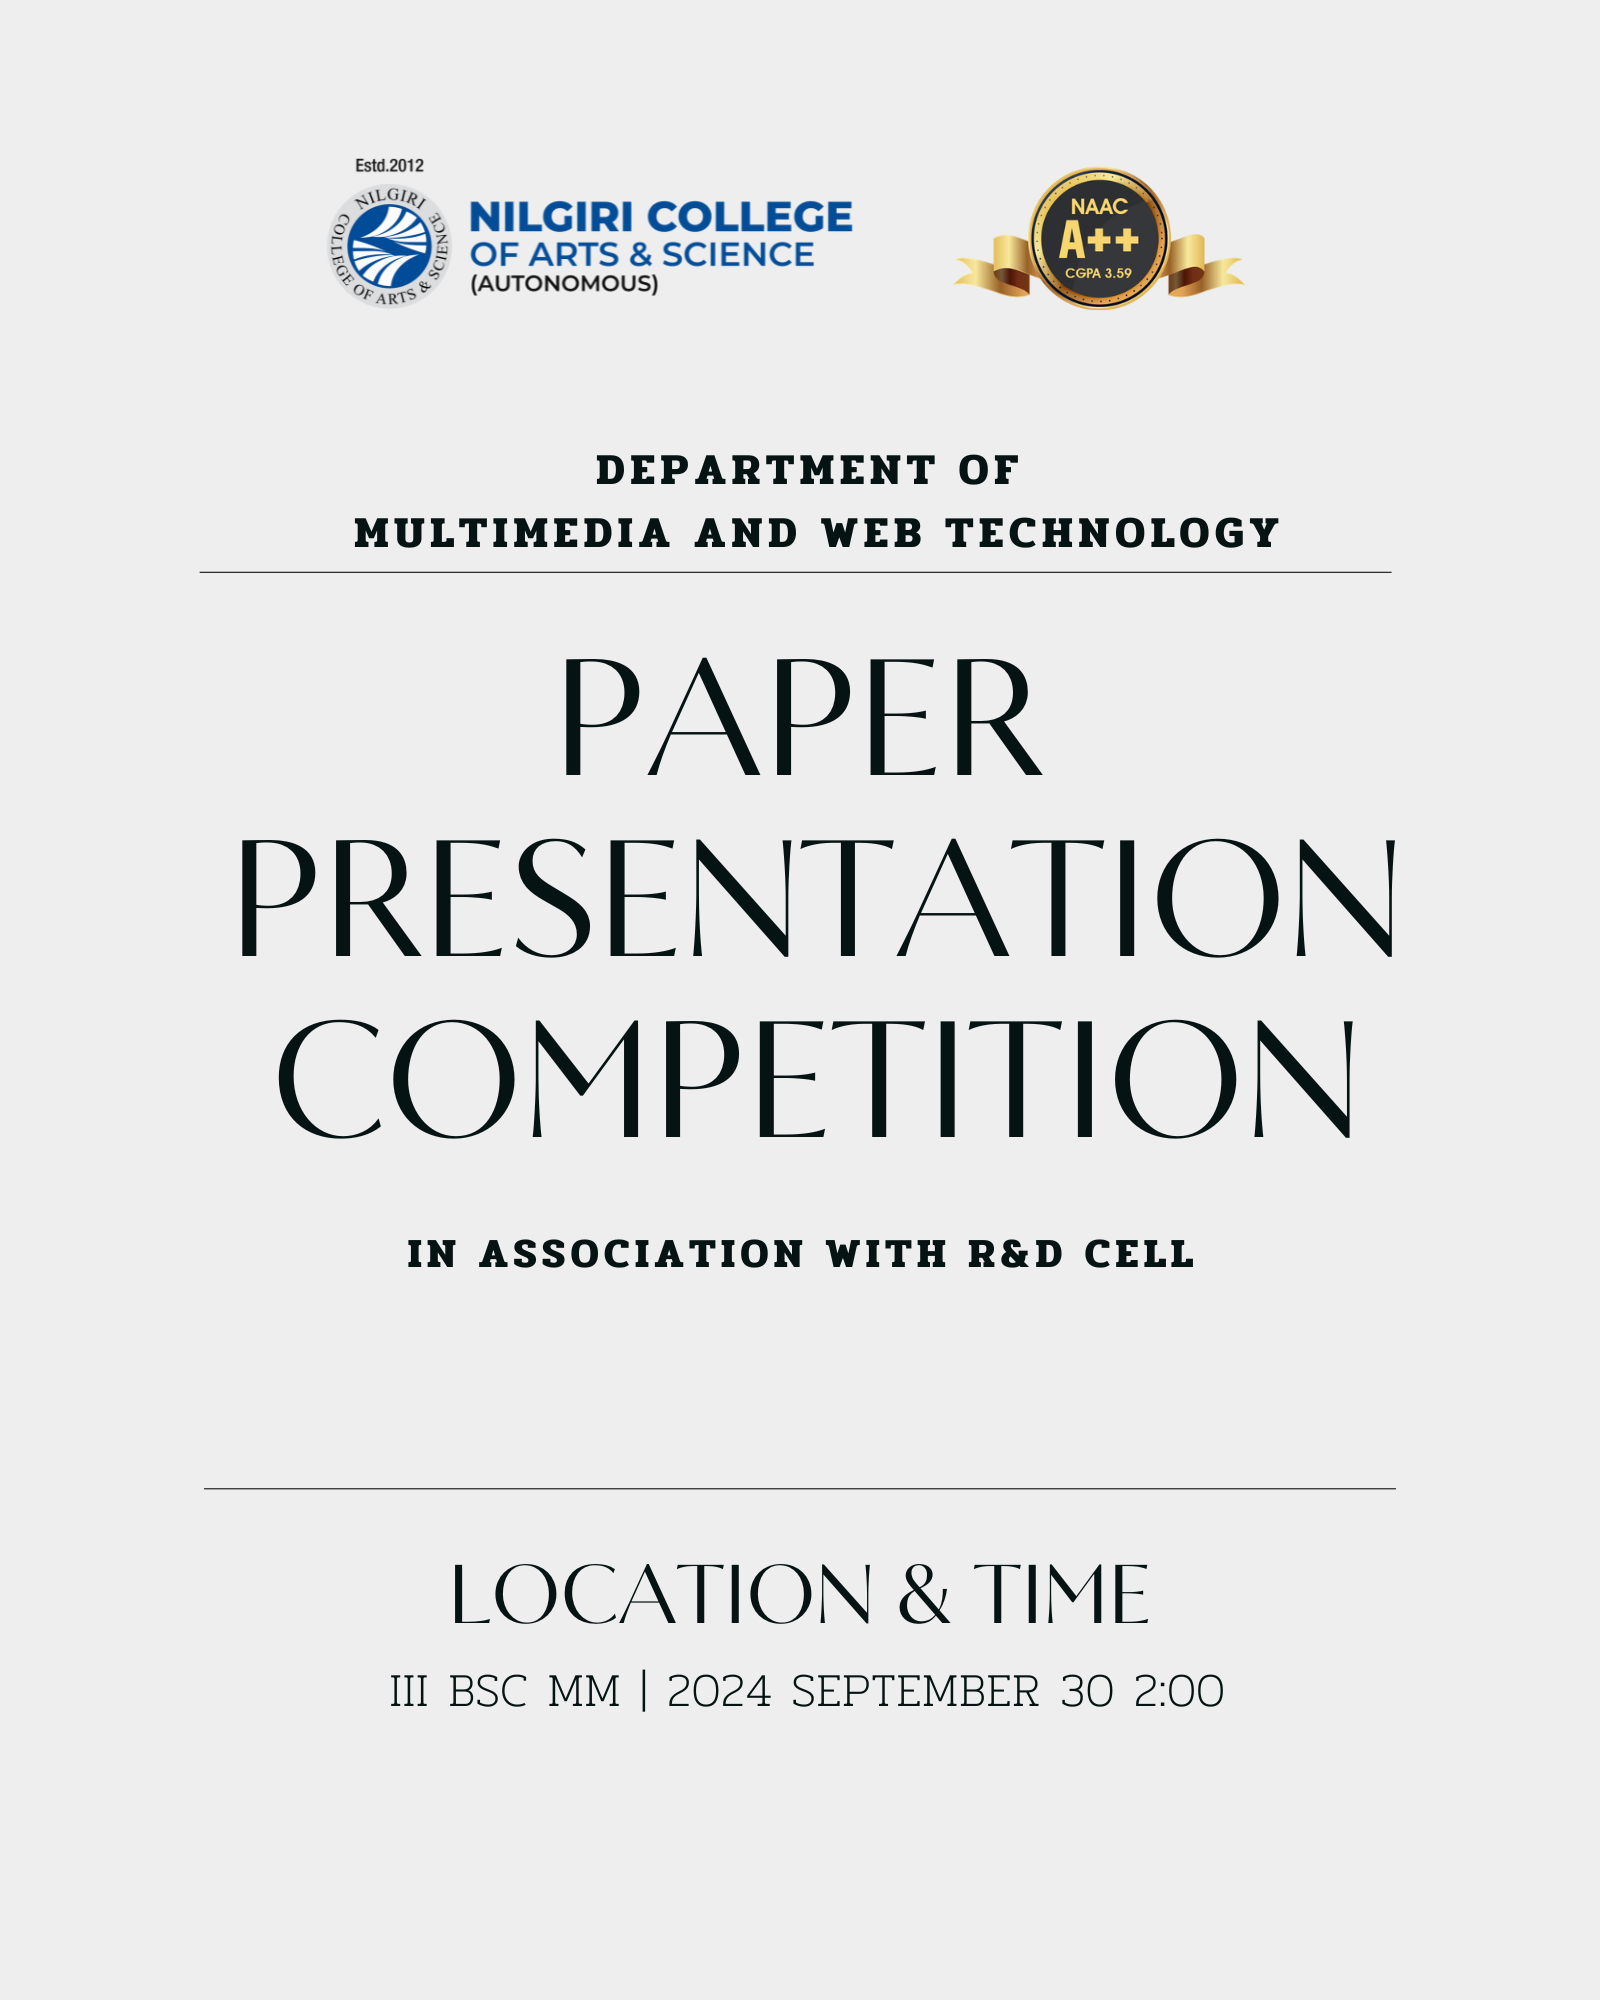 Estd.2012
NILGIRI COLLEGE OF ARTS & SCIENCE
NILGIRI COLLEGE
OF ARTS & SCIENCE
(AUTONOMOUS)
NAAC
A++
CGPA 3.59
DEPARTMENT OF
MULTIMEDIA AND WEB TECHNOLOGY
PAPER
PRESENTATION
COMPETITION
IN ASSOCIATION WITH R&D CELL
LOCATION & TIME
III BSC MM | 2024 SEPTEMBER 30 2:00